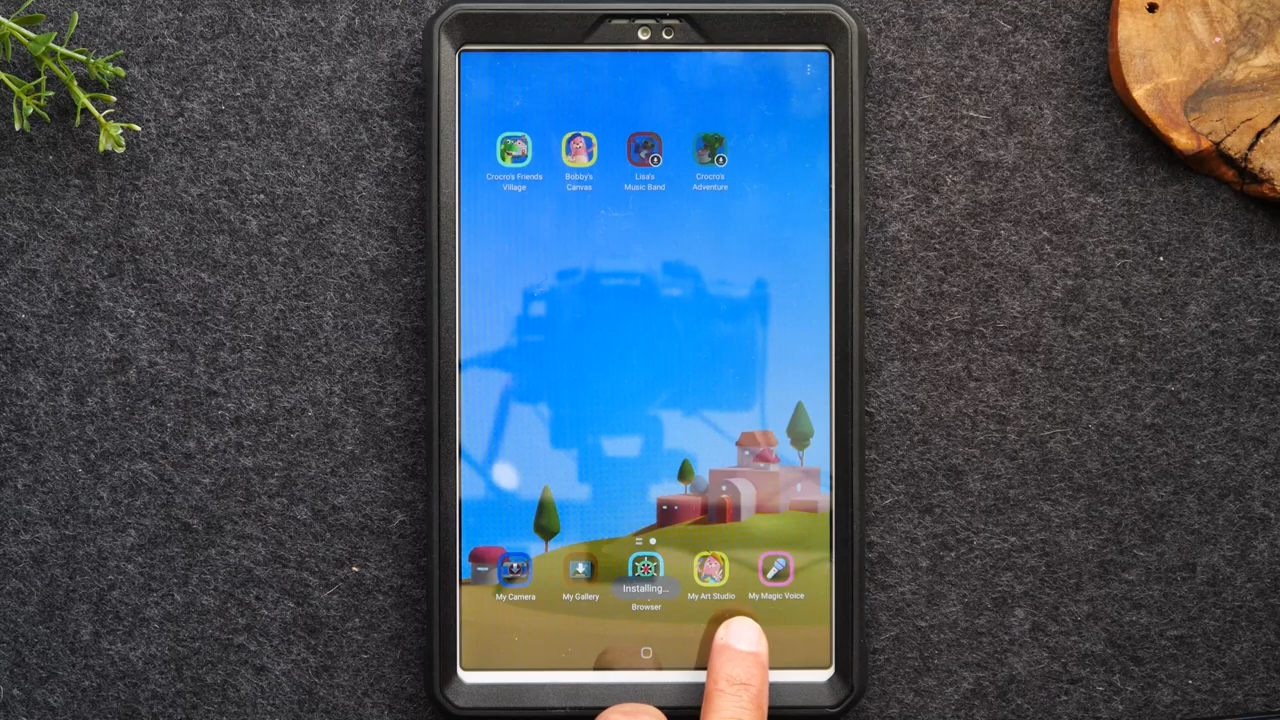 Crocro's Friends
Village
Bobby's
Canvas
Lisa's
Music Band
Crocro's
Adventure
My Camera
My Gallery
Installing...
Browser
My Art Studio
My Magic Voice